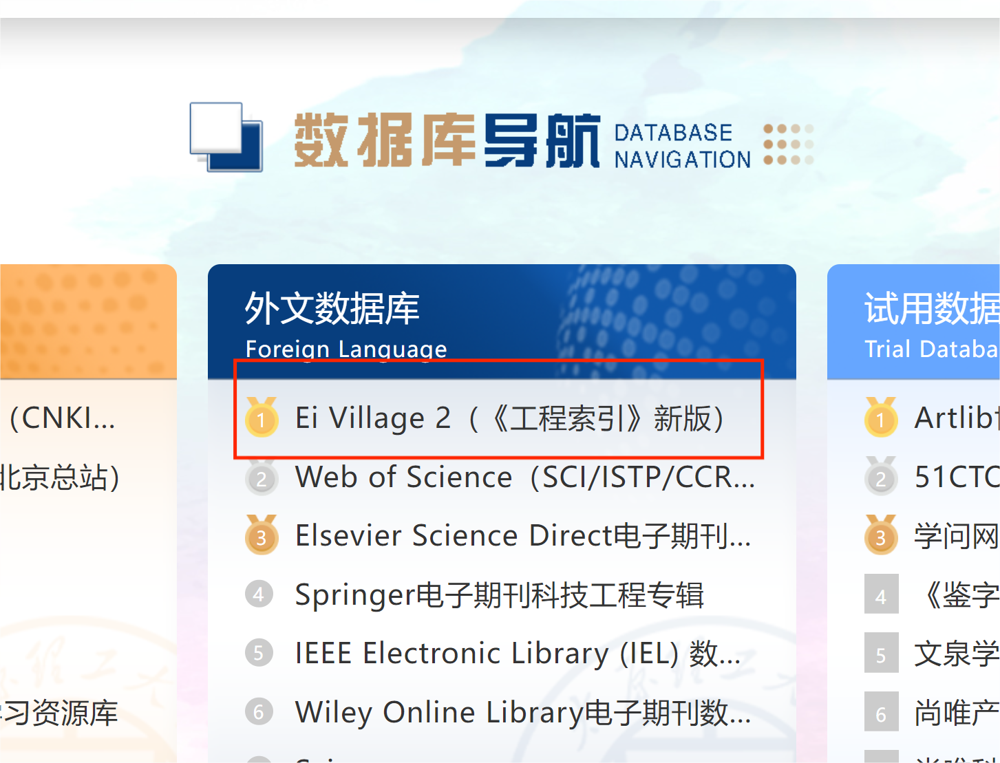 数据库导航
DATABASE
NAVIGATION
(CNKI...
北京总站）
习资源库
外文数据库
Foreign Language
1 Ei Village 2（《工程索引》新版）
2 Web of Science（SCI/ISTP/CCR...
3 Elsevier Science Direct电子期刊...
4 Springer电子期刊科技工程专辑
5 IEEE Electronic Library (IEL) 数...
6 Wiley Online Library电子期刊数...
试用数据
Trial Databa
1 Artlib
2 51CTO
3 学问网
4 《鉴字
5 文泉学
6 尚唯产